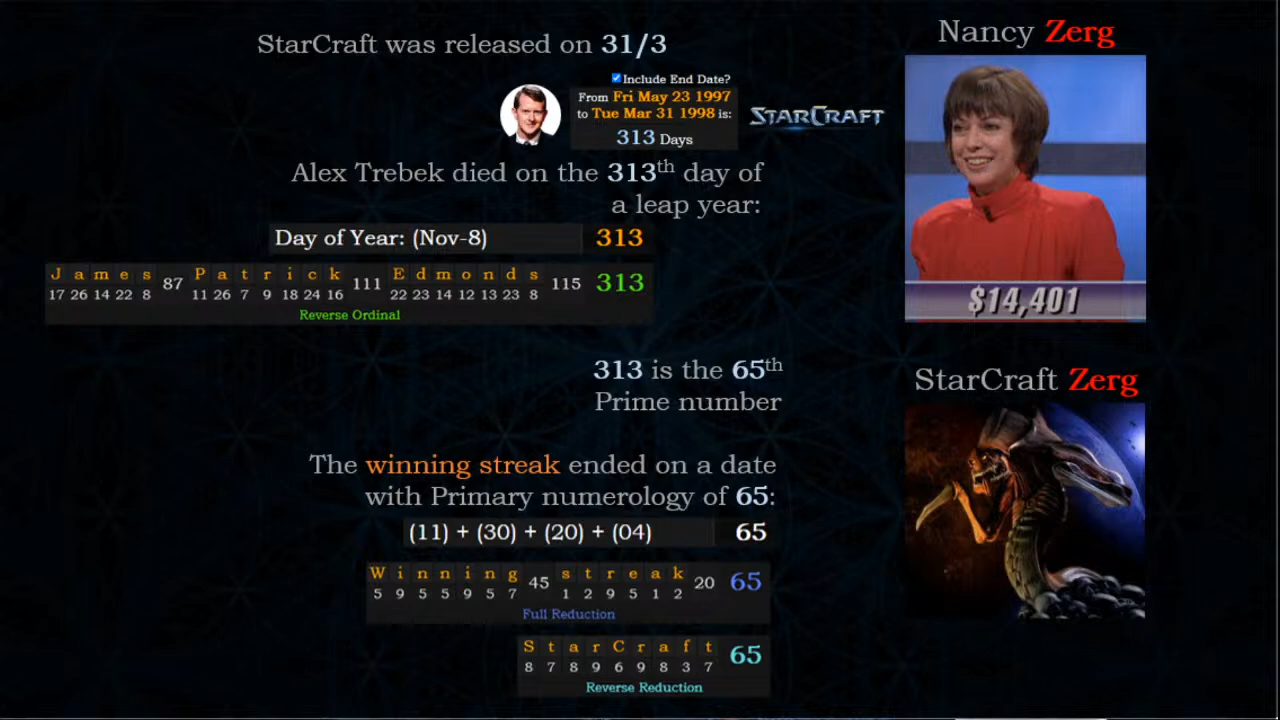 StarCraft was released on 31/3
Include End Date?
From Fri May 23 1997
to Tue Mar 31 1998 is:
313 Days
STARCRAFT
Alex Trebek died on the 313th day of
a leap year:
Day of Year: (Nov-8) 313
J a m e s 87 P a t r i c k 111 E d m o n d s 115 313
17 26 14 22 8 11 26 7 9 18 24 16 22 23 14 12 13 23 8
Reverse Ordinal
313 is the 65th
Prime number
The winning streak ended on a date
with Primary numerology of 65:
(11) + (30) + (20) + (04) 65
W i n n i n g 45 s t r e a k 20 65
5 9 5 5 9 5 7 1 2 9 5 1 2
Full Reduction
S t a r C r a f t 65
8 7 8 9 6 9 8 3 7
Reverse Reduction
Nancy Zerg
$14,401
StarCraft Zerg